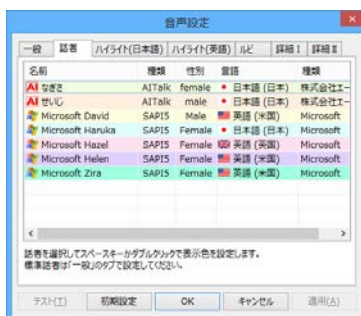 音声設定
一般 話者 ハイライト(日本語) ハイライト(英語) ルビ 詳細Ⅰ 詳細Ⅱ
名前 種類 性別 言語 種類
AI なぎさ AITalk female 日本語 (日本) 株式会社エー
AI せいじ AITalk male 日本語 (日本) 株式会社エー
Microsoft David SAPI5 Male 英語 (米国) Microsoft
Microsoft Haruka SAPI5 Female 日本語 (日本) Microsoft
Microsoft Hazel SAPI5 Female 英語 (英国) Microsoft
Microsoft Helen SAPI5 Female 英語 (米国) Microsoft
Microsoft Zira SAPI5 Female 英語 (米国) Microsoft
話者を選択してスペースキーかダブルクリックで表示色を設定します。
標準話者は「一般」のタブで設定してください。
テスト(T) 初期設定 OK キャンセル 適用(A)